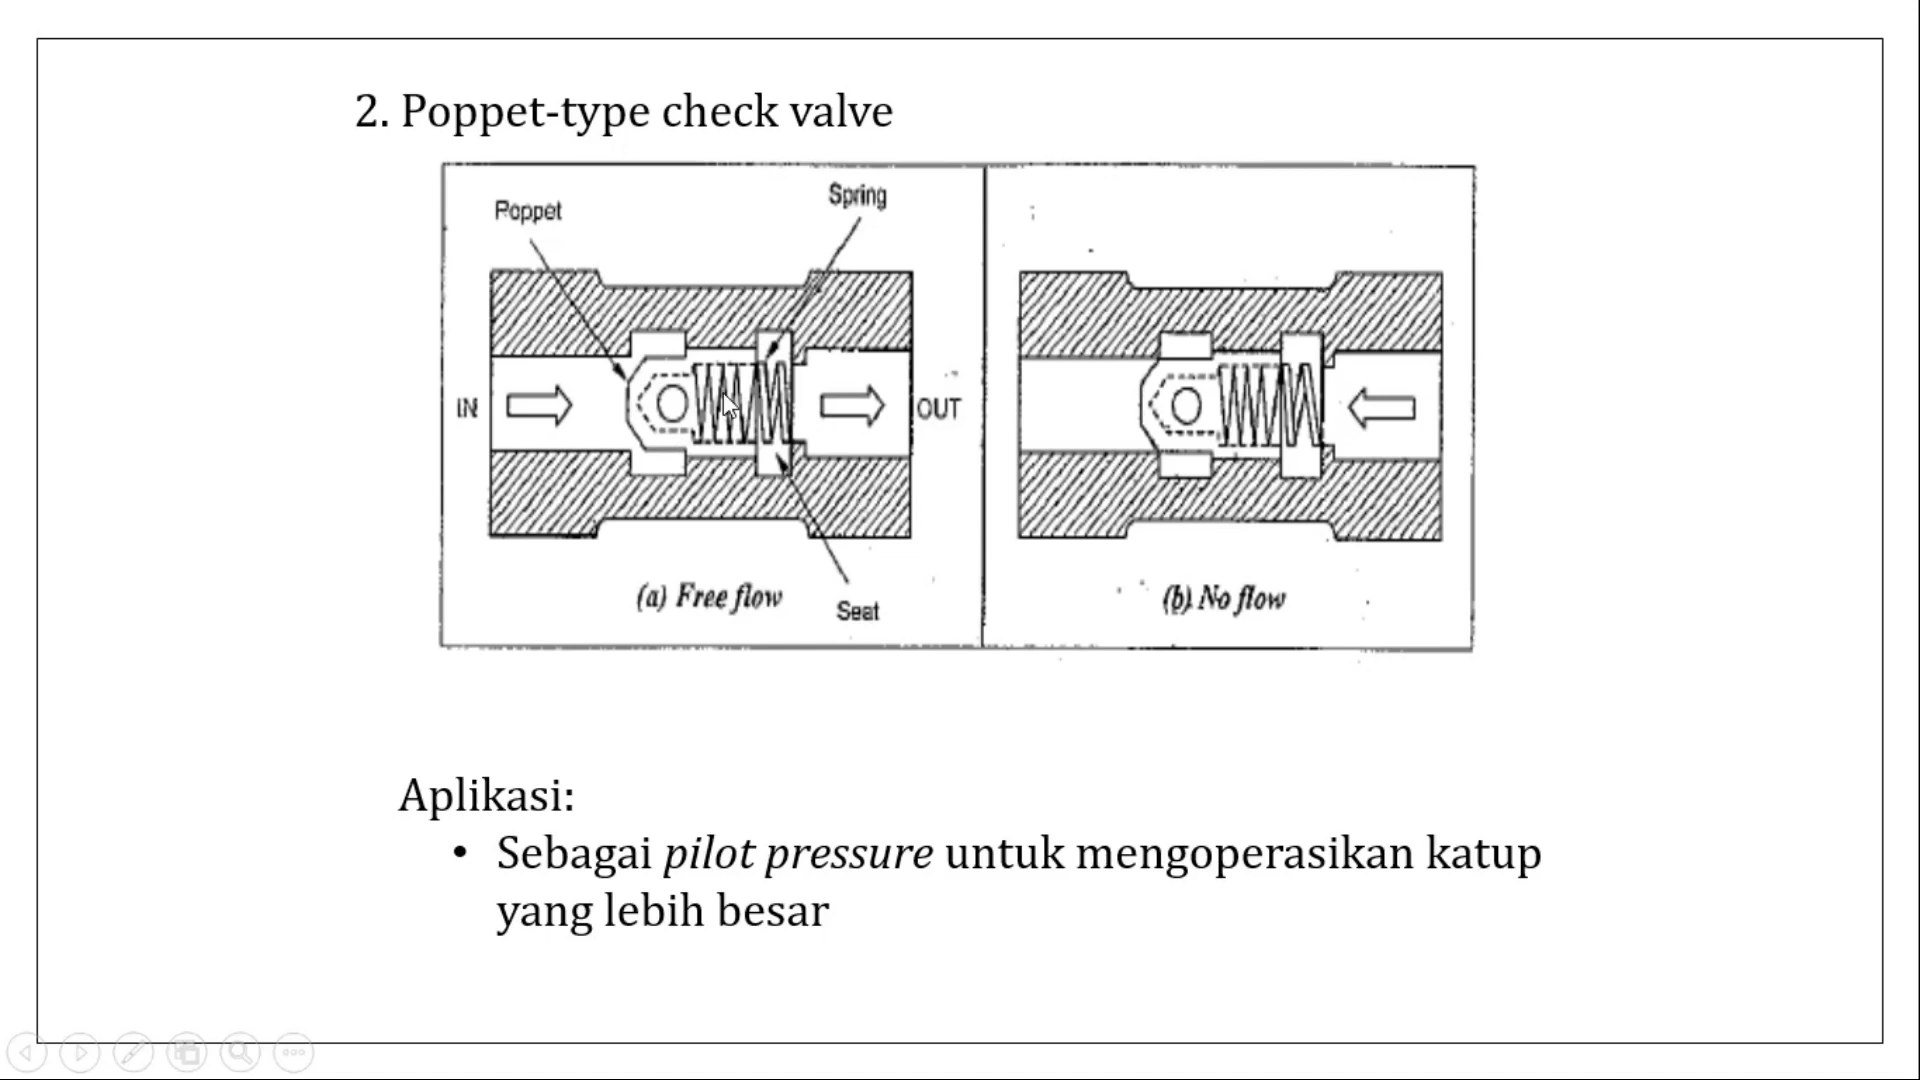 2. Poppet-type check valve
Spring
Poppet
IN
OUT
(a) Free flow
Seat
(b) No flow
Aplikasi:
• Sebagai pilot pressure untuk mengoperasikan katup
yang lebih besar